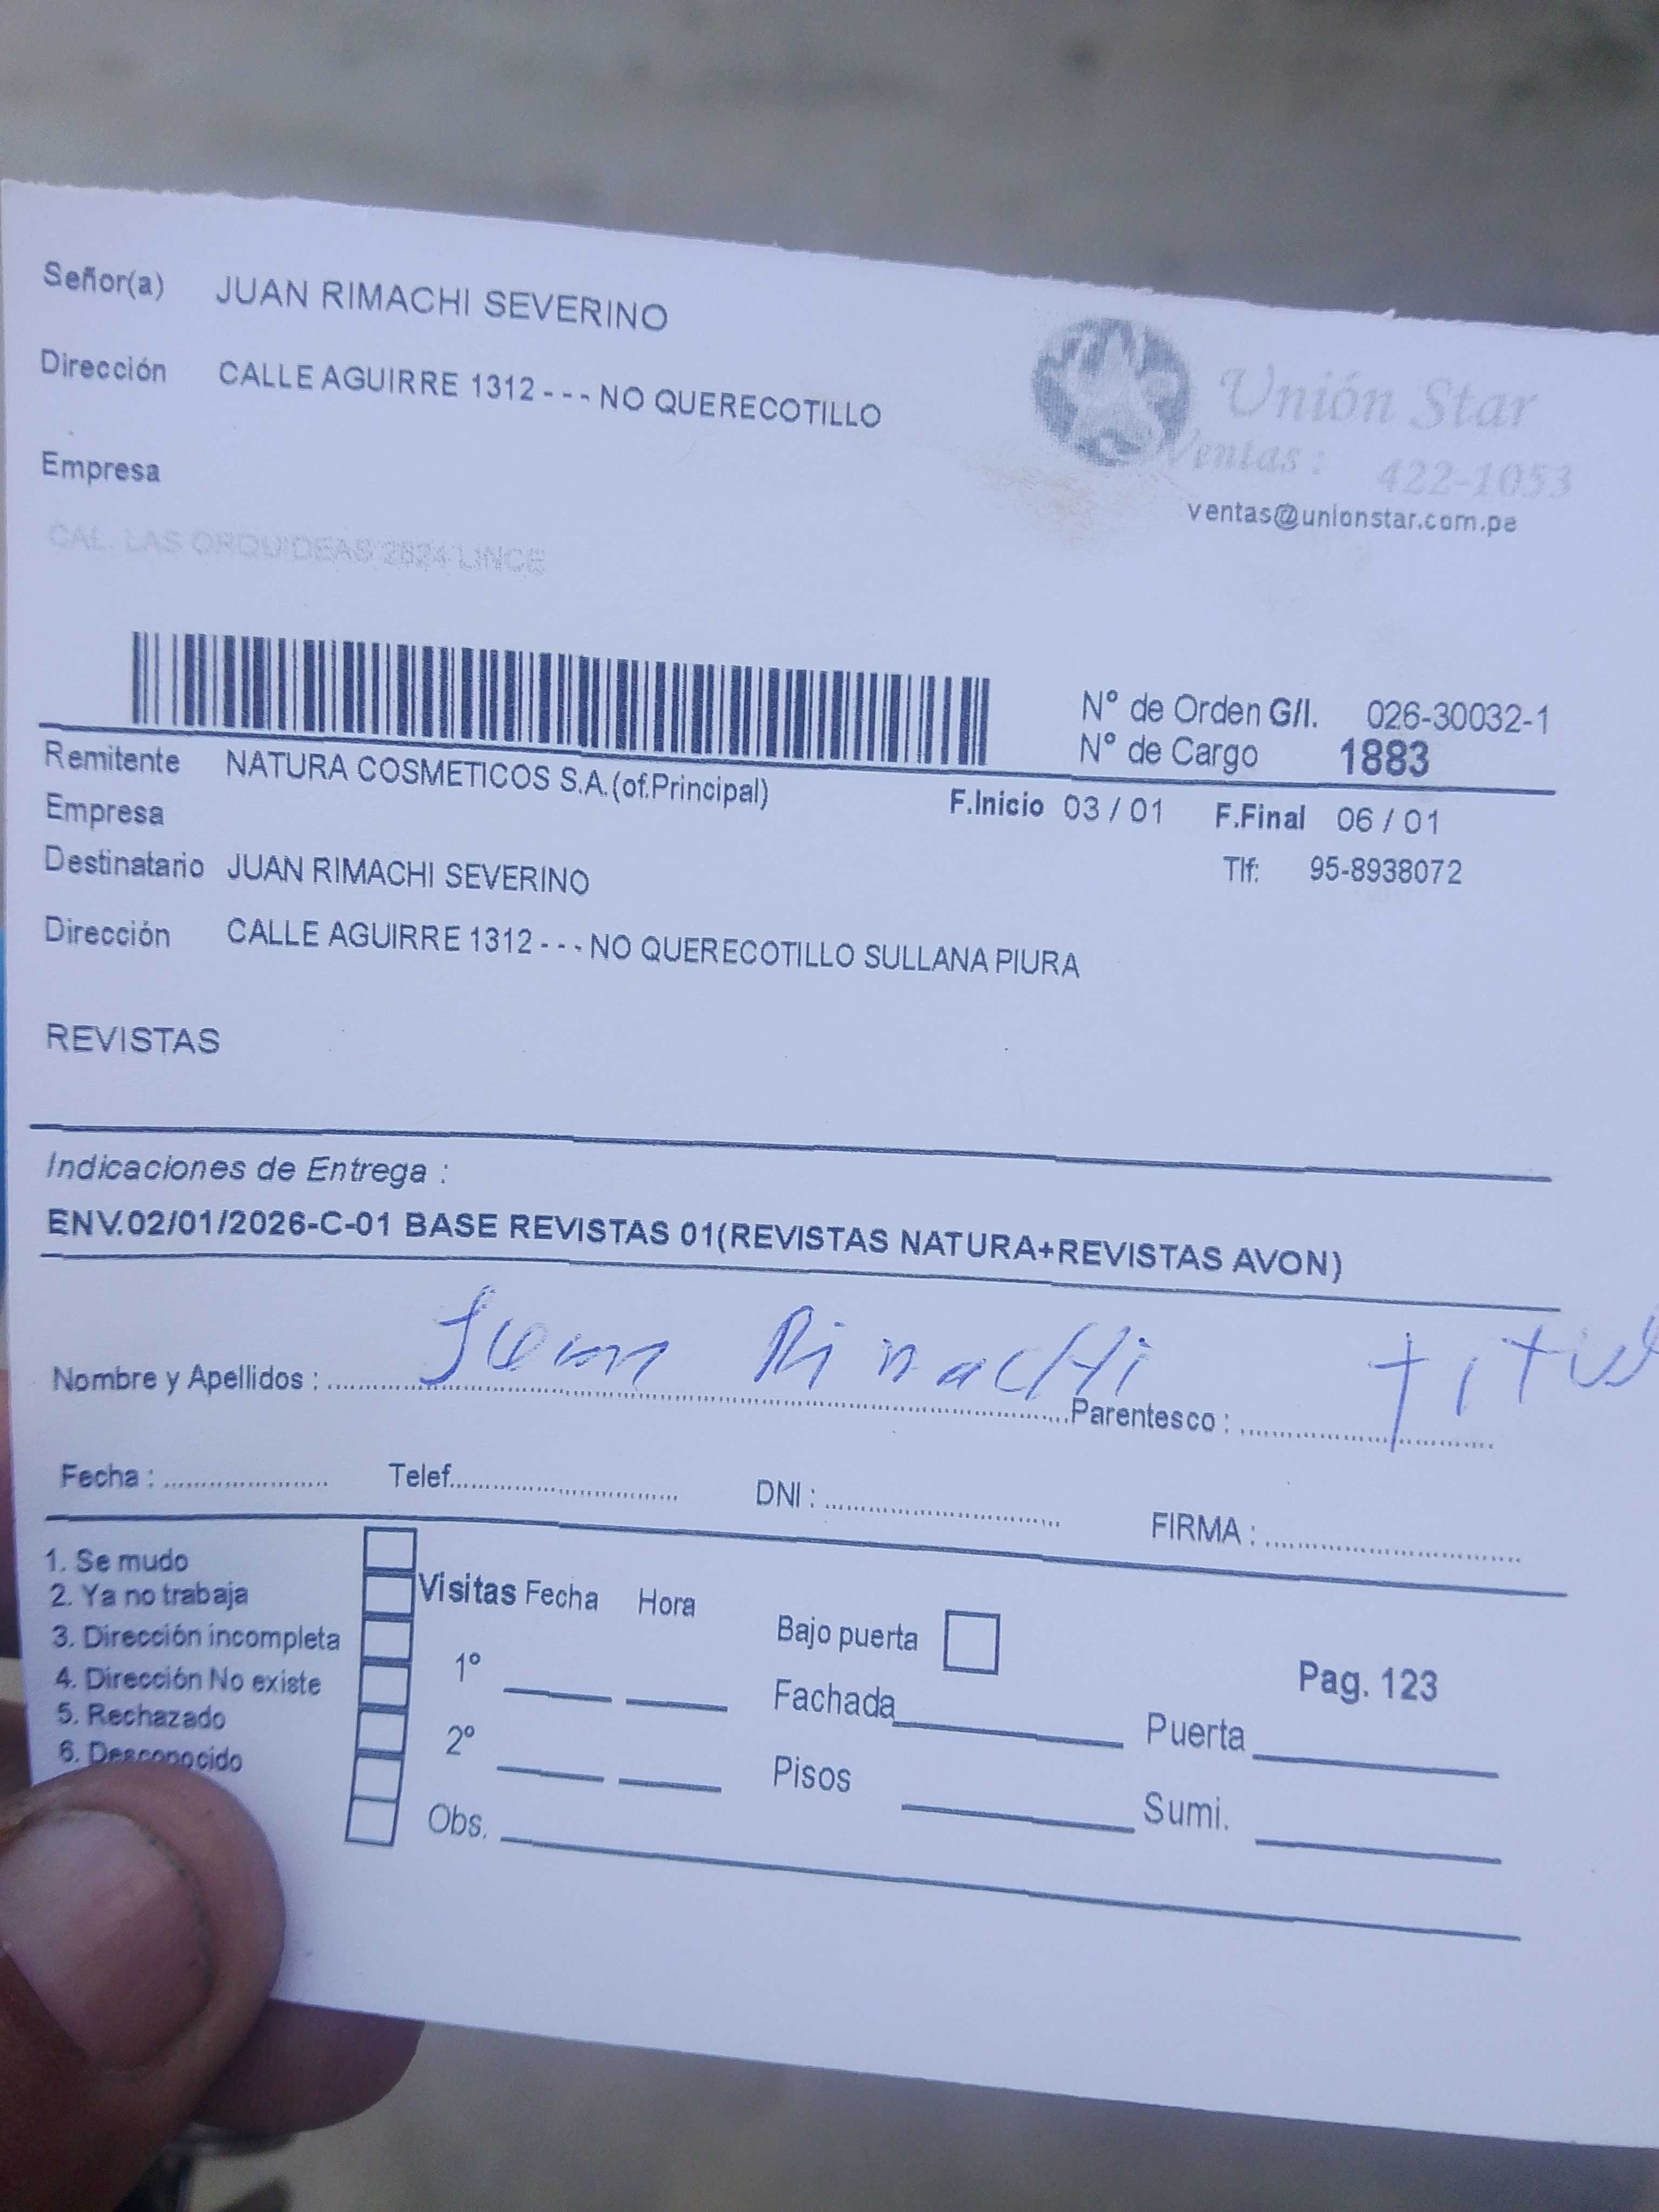 Señor(a) JUAN RIMACHI SEVERINO
Dirección CALLE AGUIRRE 1312 - - - NO QUERECOTILLO
Unión Star
Ventas : 422-1053
ventas@unionstar.com.pe
Empresa
CAL. LAS ORQUIDEAS 2624 LINCE
Nº de Orden G/I. 026-30032-1
Nº de Cargo 1883
Remitente NATURA COSMETICOS S.A.(of.Principal)
F.Inicio 03 / 01 F.Final 06 / 01
Empresa
Tlf: 95-8938072
Destinatario JUAN RIMACHI SEVERINO
Dirección CALLE AGUIRRE 1312 - - - NO QUERECOTILLO SULLANA PIURA
REVISTAS
Indicaciones de Entrega :
ENV.02/01/2026-C-01 BASE REVISTAS 01(REVISTAS NATURA+REVISTAS AVON)
Nombre y Apellidos : Juan RimacHi Parentesco :
Fecha : Telef. DNI : FIRMA :
1. Se mudo
2. Ya no trabaja
3. Dirección incompleta
4. Dirección No existe
5. Rechazado
6. Desconocido
Visitas Fecha Hora
1º
2º
Obs.
Bajo puerta
Pag. 123
Fachada Puerta
Pisos Sumi.